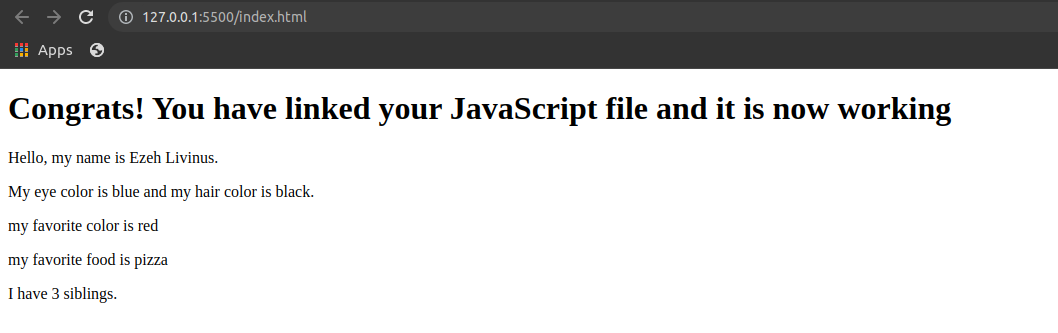 127.0.0.1:5500/index.html
Apps
Congrats! You have linked your JavaScript file and it is now working
Hello, my name is Ezeh Livinus.
My eye color is blue and my hair color is black.
my favorite color is red
my favorite food is pizza
I have 3 siblings.